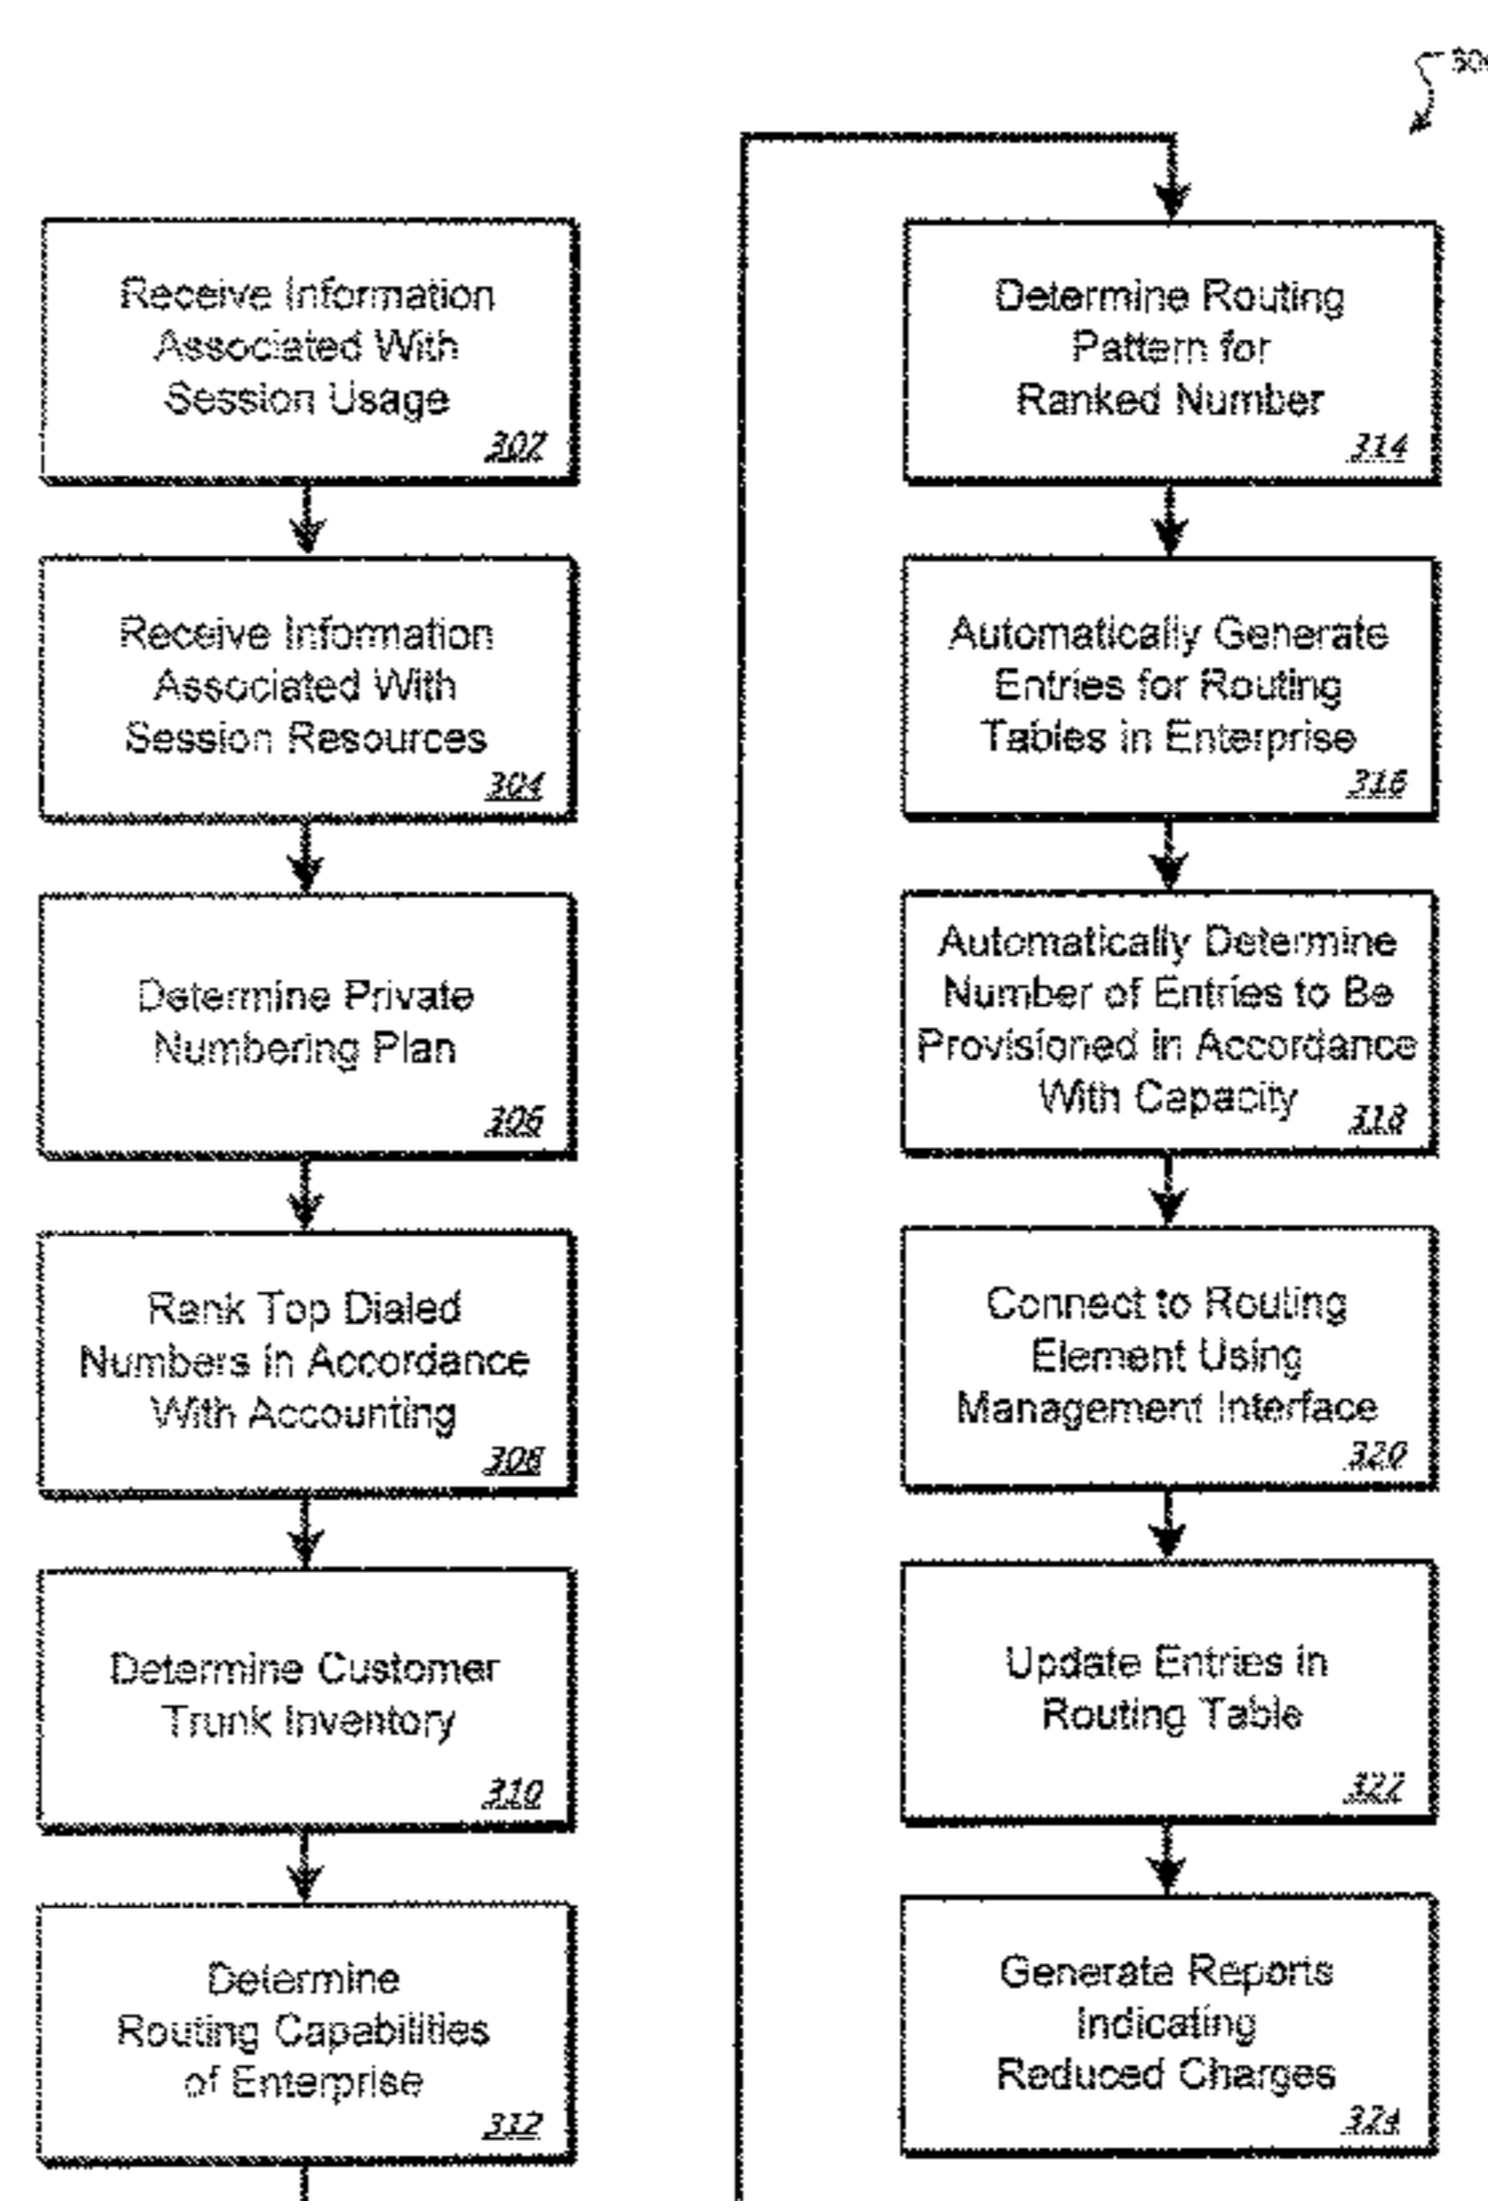 Receive Information
Associated With
Session Usage
302
Receive Information
Associated With
Session Resources
304
Determine Private
Numbering Plan
306
Rank Top Dialed
Numbers in Accordance
With Accounting
308
Determine Customer
Trunk Inventory
310
Determine
Routing Capabilities
of Enterprise
312
Determine Routing
Pattern for
Ranked Number
314
Automatically Generate
Entries for Routing
Tables in Enterprise
316
Automatically Determine
Number of Entries to Be
Provisioned in Accordance
With Capacity
318
Connect to Routing
Element Using
Management Interface
320
Update Entries in
Routing Table
322
Generate Reports
Indicating
Reduced Charges
324